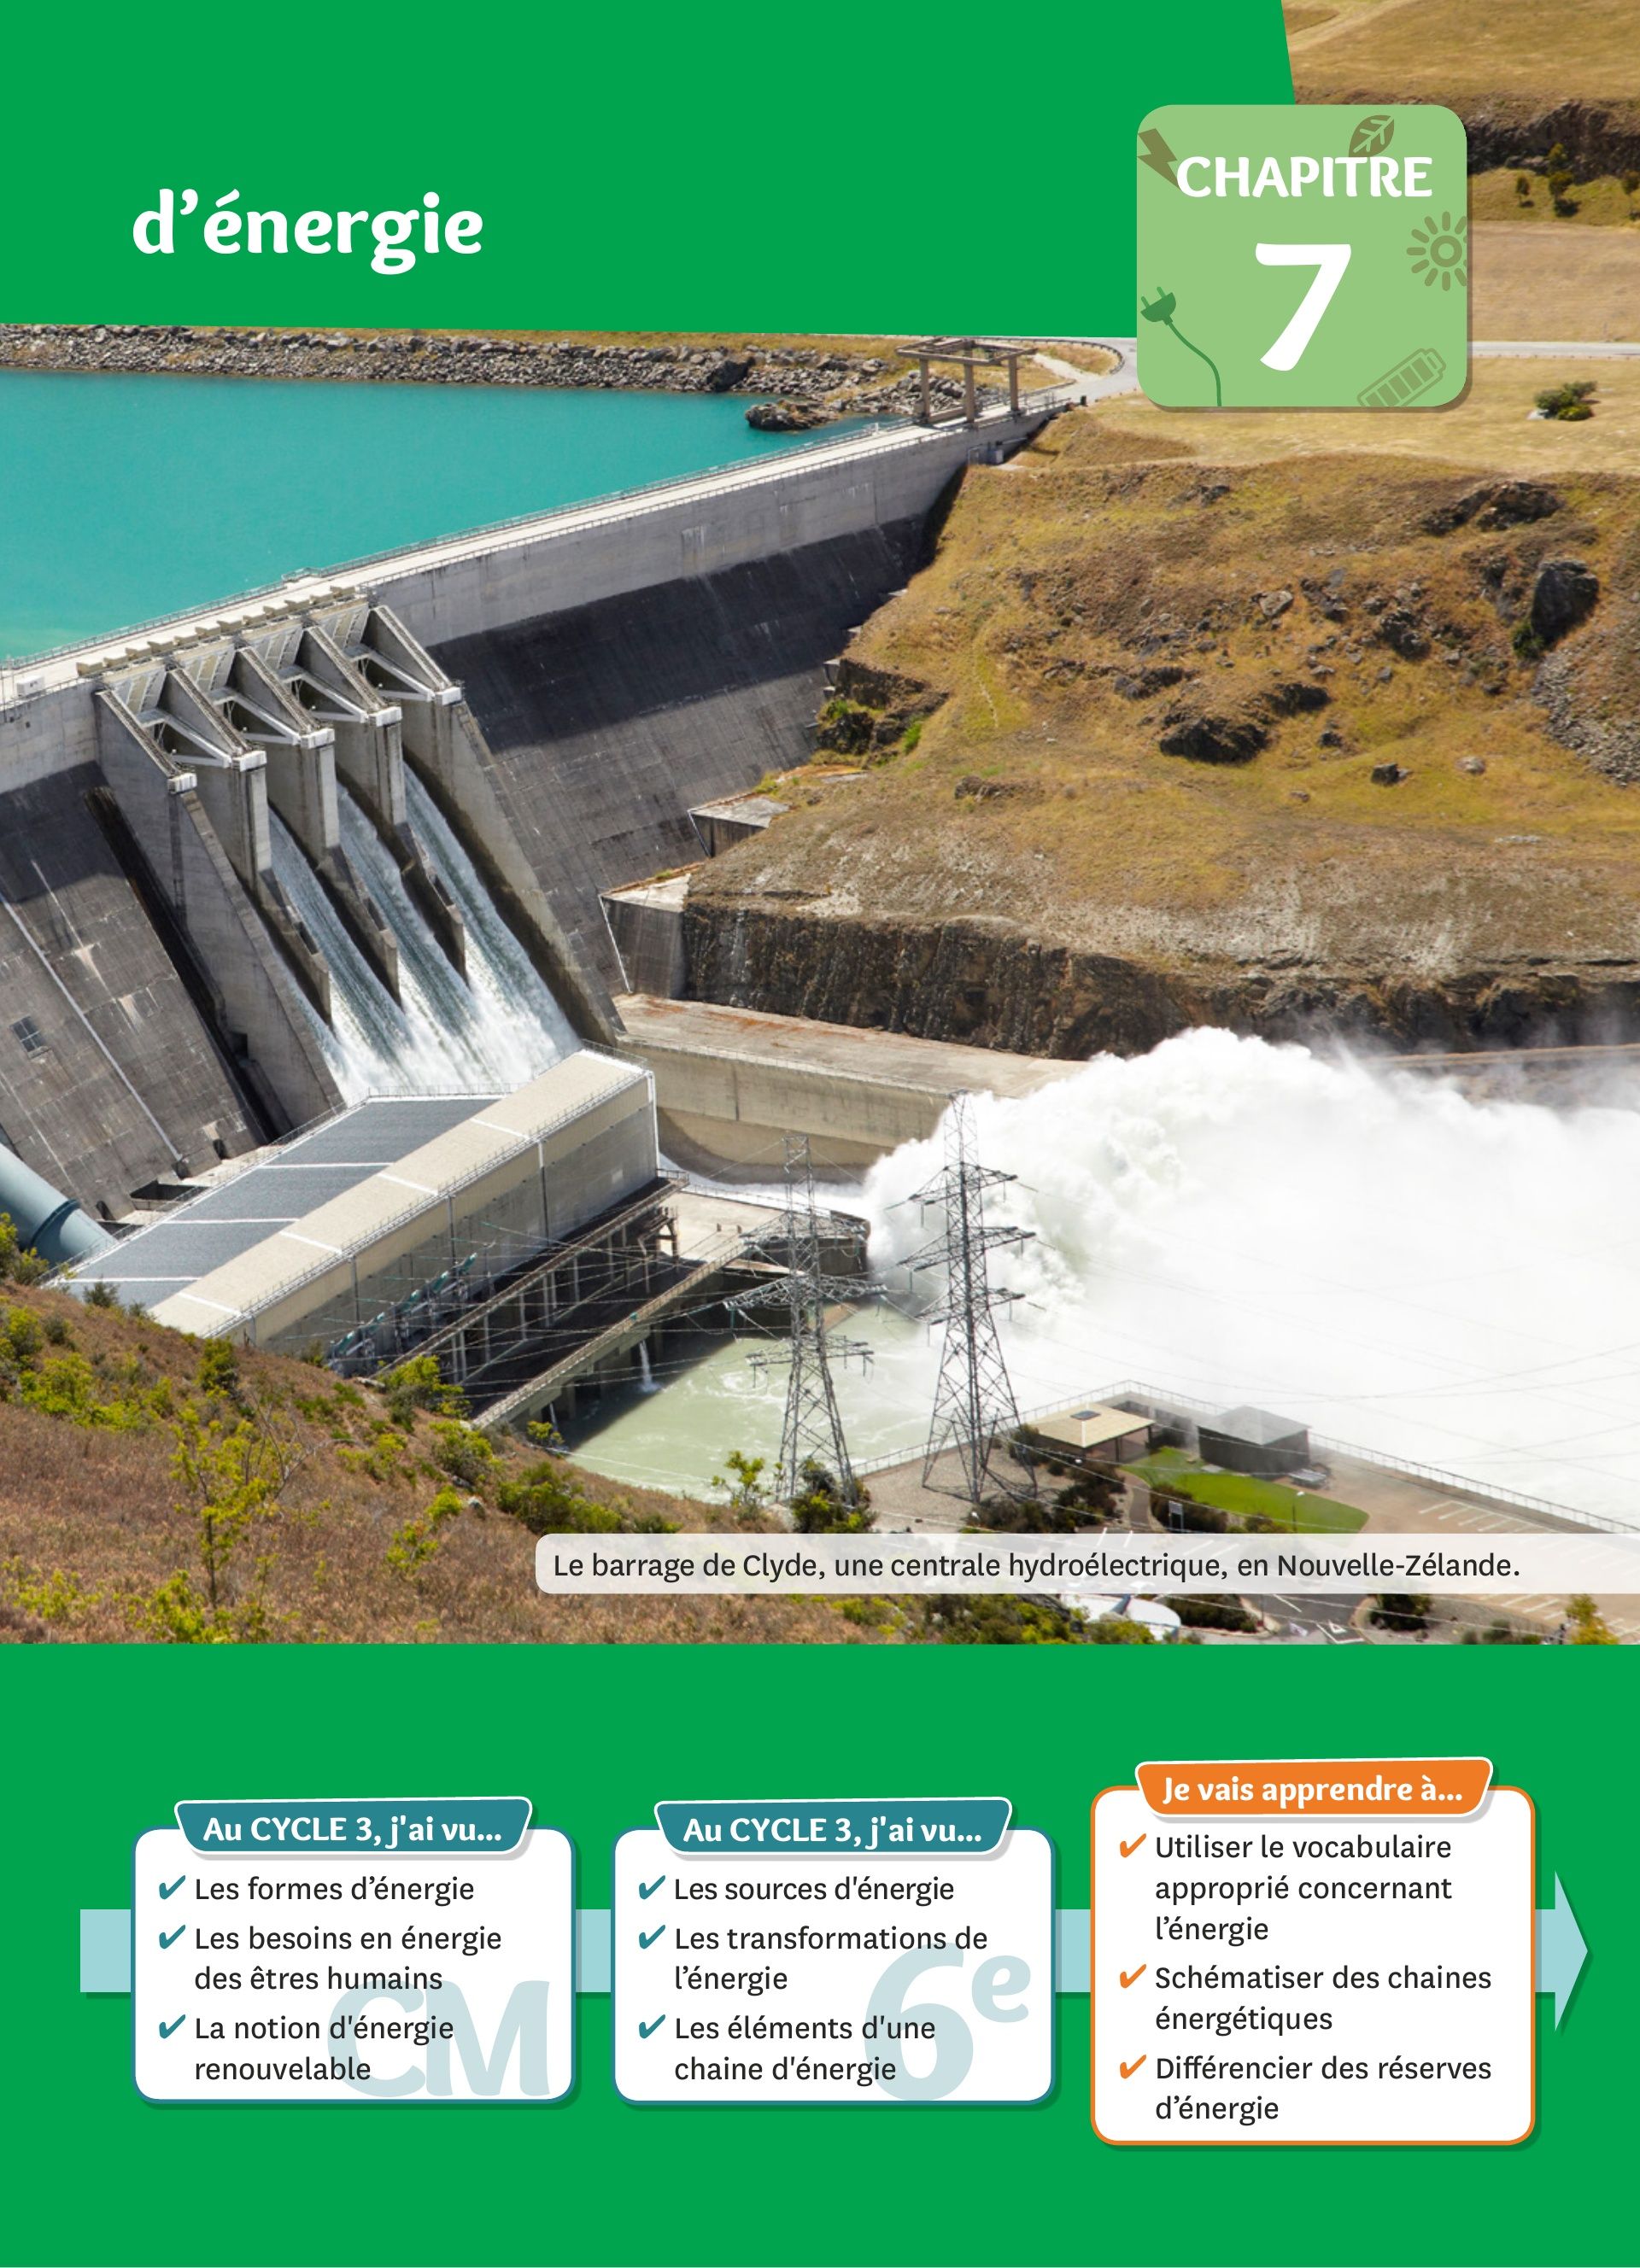 d'énergie
CHAPITRE
7
Le barrage de Clyde, une centrale hydroélectrique, en Nouvelle-Zélande.
Au CYCLE 3, j'ai vu...
✔ Les formes d’énergie
✔ Les besoins en énergie
des êtres humains
✔ La notion d'énergie
renouvelable
CM
Au CYCLE 3, j'ai vu...
✔ Les sources d'énergie
✔ Les transformations de
l’énergie
✔ Les éléments d'une
chaine d'énergie
6e
Je vais apprendre à...
✔ Utiliser le vocabulaire
approprié concernant
l’énergie
✔ Schématiser des chaines
énergétiques
✔ Différencier des réserves
d’énergie